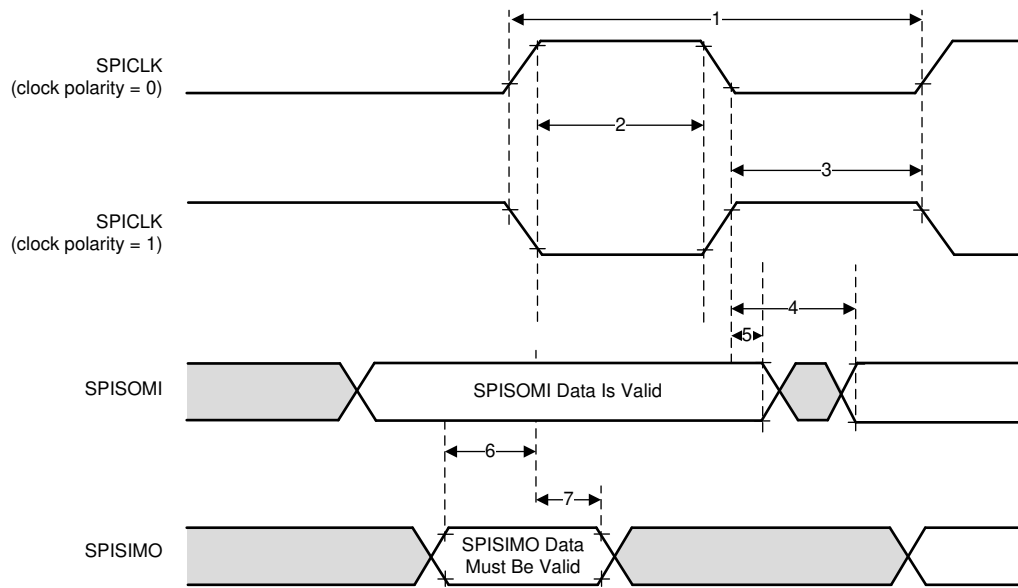 1
SPICLK
(clock polarity = 0)
2
3
SPICLK
(clock polarity = 1)
4
5
SPISOMI
SPISOMI Data Is Valid
6
7
SPISIMO
SPISIMO Data
Must Be Valid